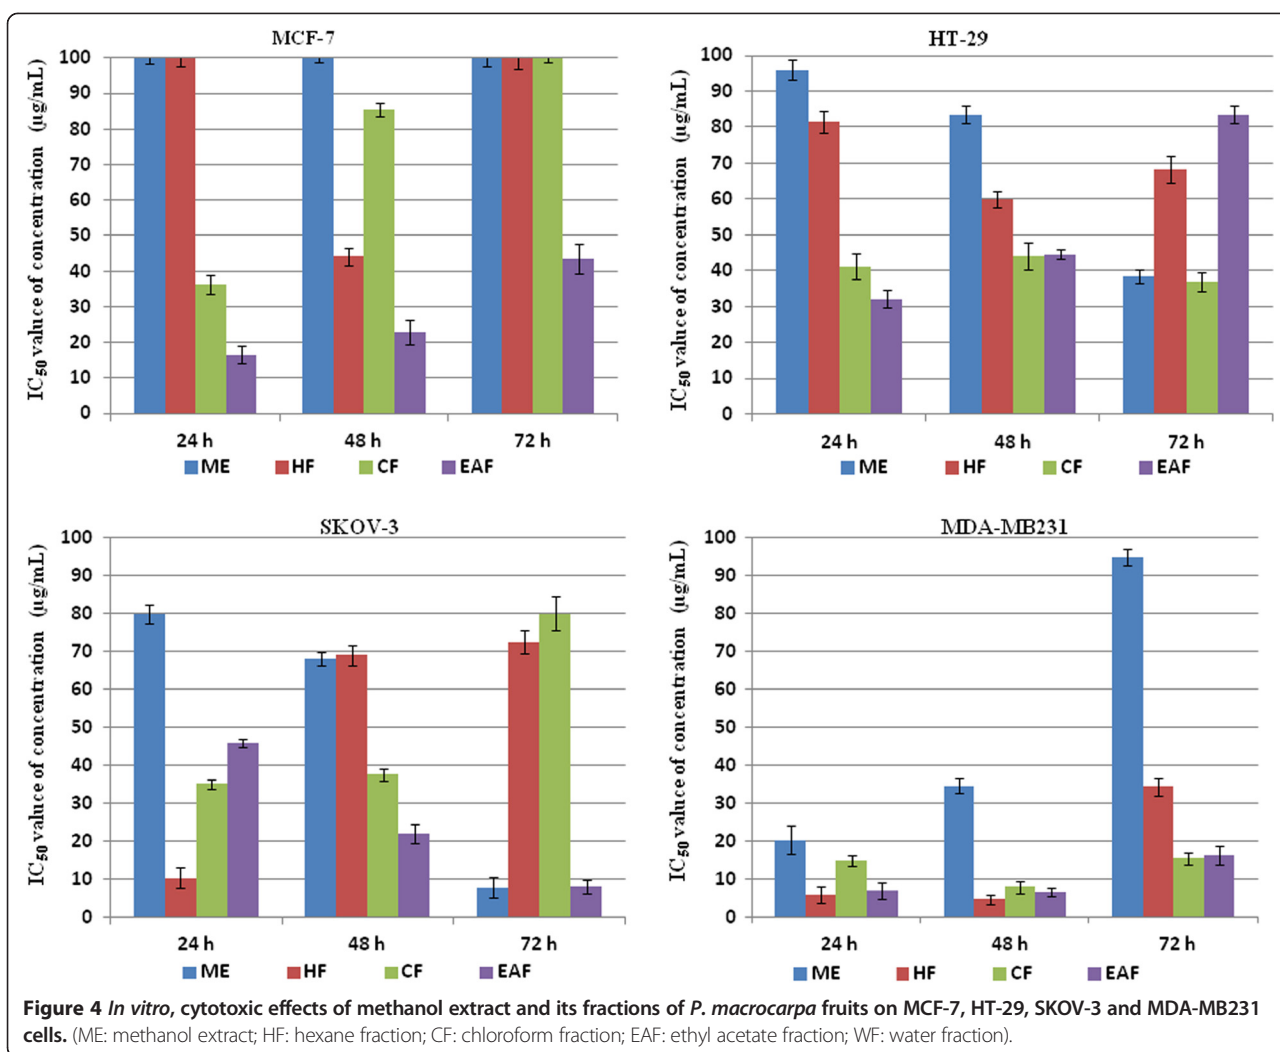 MCF-7
IC50 valuce of concentration (µg/mL)
100
90
80
70
60
50
40
30
20
10
0
24 h 48 h 72 h
ME HF CF EAF
HT-29
IC50 valuce of concentration (µg/mL)
100
90
80
70
60
50
40
30
20
10
0
24 h 48 h 72 h
ME HF CF EAF
SKOV-3
IC50 valuce of concentration (µg/mL)
100
90
80
70
60
50
40
30
20
10
0
24 h 48 h 72 h
ME HF CF EAF
MDA-MB231
IC50 valuce of concentration (µg/mL)
100
90
80
70
60
50
40
30
20
10
0
24 h 48 h 72 h
ME HF CF EAF
Figure 4 In vitro, cytotoxic effects of methanol extract and its fractions of P. macrocarpa fruits on MCF-7, HT-29, SKOV-3 and MDA-MB231
cells. (ME: methanol extract; HF: hexane fraction; CF: chloroform fraction; EAF: ethyl acetate fraction; WF: water fraction).